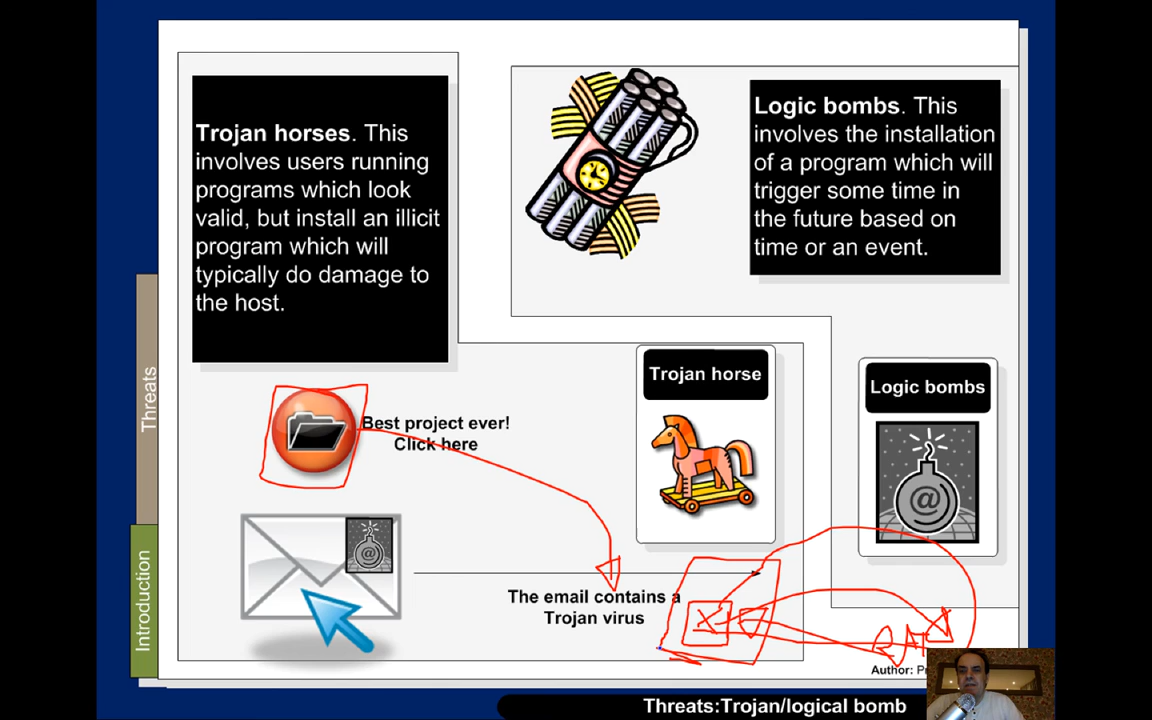 Trojan horses. This
involves users running
programs which look
valid, but install an illicit
program which will
typically do damage to
the host.
Logic bombs. This
involves the installation
of a program which will
trigger some time in
the future based on
time or an event.
Trojan horse
Logic bombs
@
Best project ever!
Click here
@
The email contains a
Trojan virus
RAT
Threats
Introduction
Author:
Threats:Trojan/logical bomb